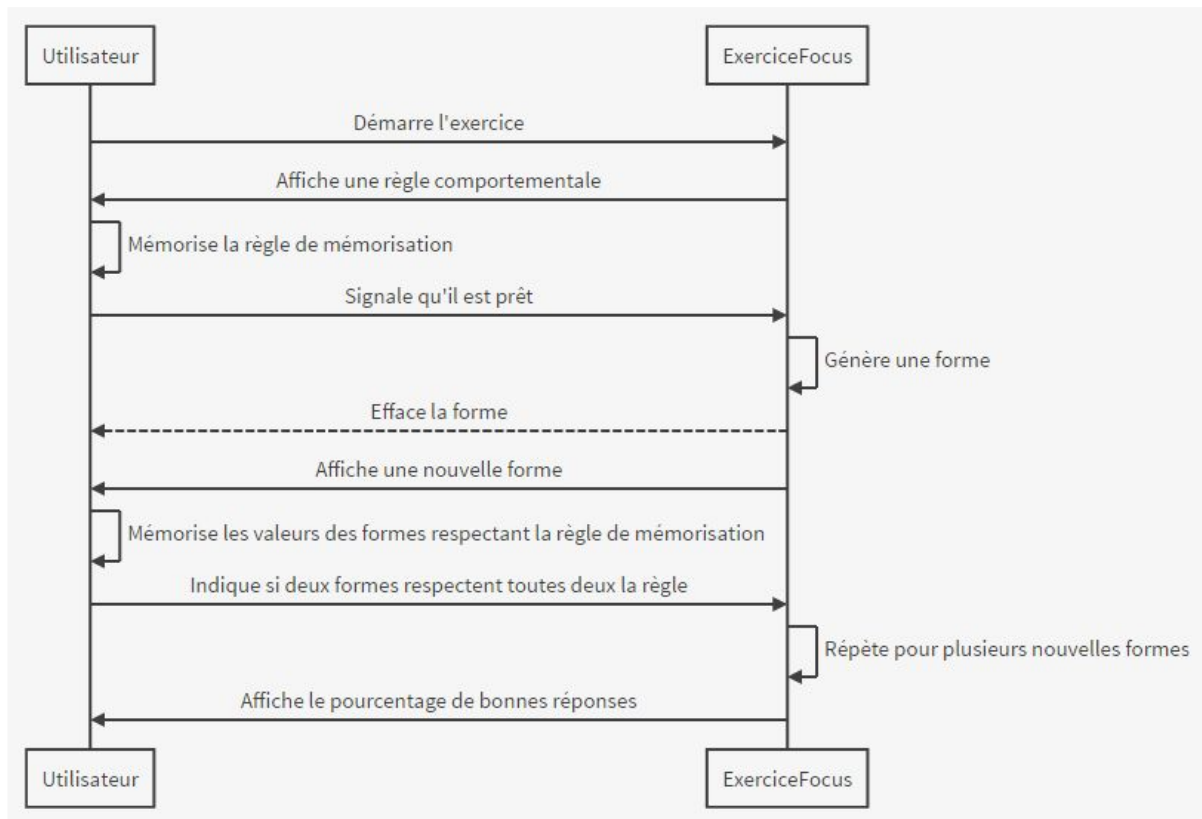 Utilisateur
ExerciceFocus
Démarre l'exercice
Affiche une règle comportementale
Mémorise la règle de mémorisation
Signale qu'il est prêt
Génère une forme
Efface la forme
Affiche une nouvelle forme
Mémorise les valeurs des formes respectant la règle de mémorisation
Indique si deux formes respectent toutes deux la règle
Répète pour plusieurs nouvelles formes
Affiche le pourcentage de bonnes réponses
Utilisateur
ExerciceFocus